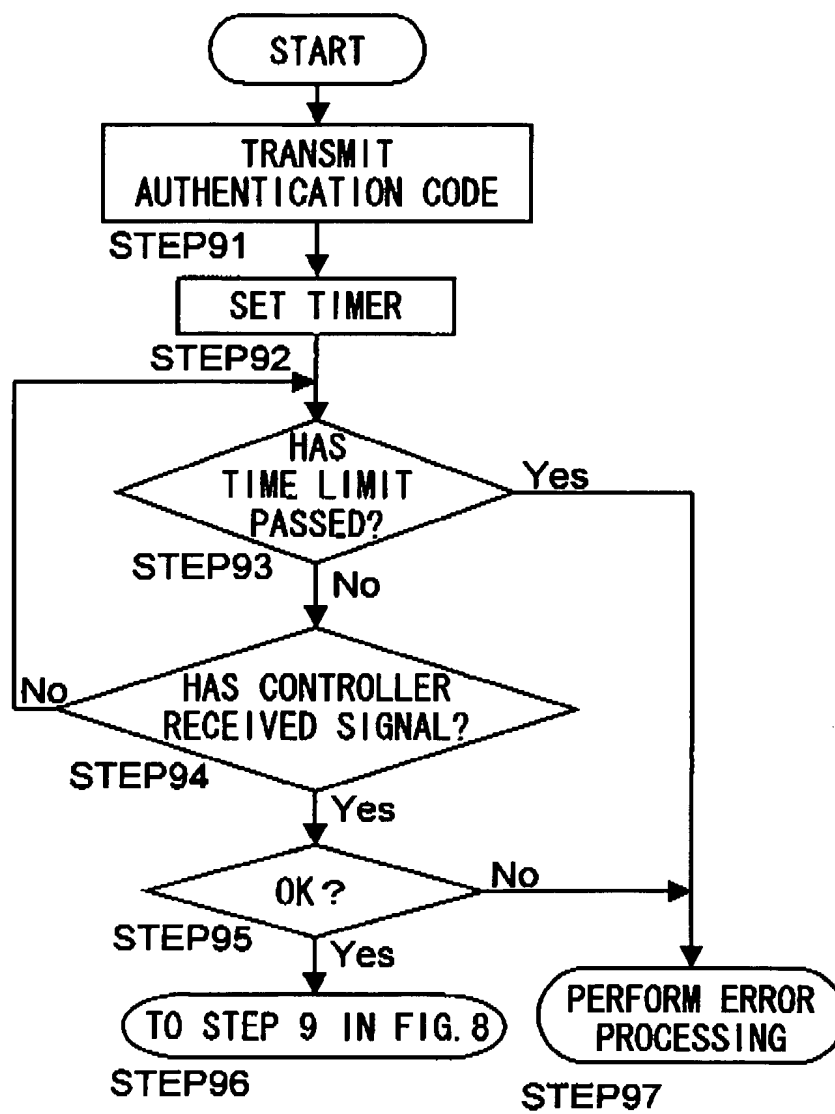 START
TRANSMIT
AUTHENTICATION CODE
STEP91
SET TIMER
STEP92
HAS
TIME LIMIT
PASSED?
Yes
STEP93
No
HAS CONTROLLER
RECEIVED SIGNAL?
No
STEP94
Yes
OK?
No
STEP95
Yes
TO STEP 9 IN FIG.8
STEP96
PERFORM ERROR
PROCESSING
STEP97